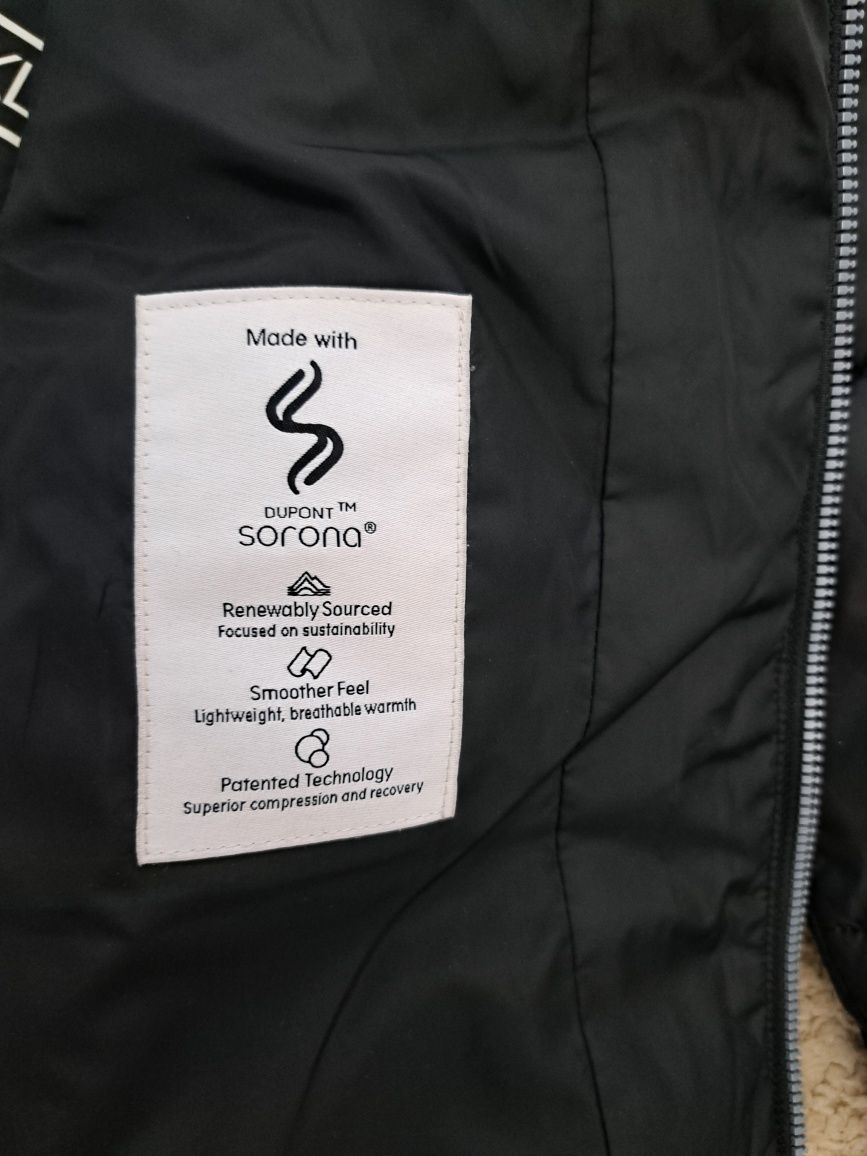 Made with
DUPONT™
sorona®
Renewably Sourced
Focused on sustainability
Smoother Feel
Lightweight, breathable warmth
Patented Technology
Superior compression and recovery